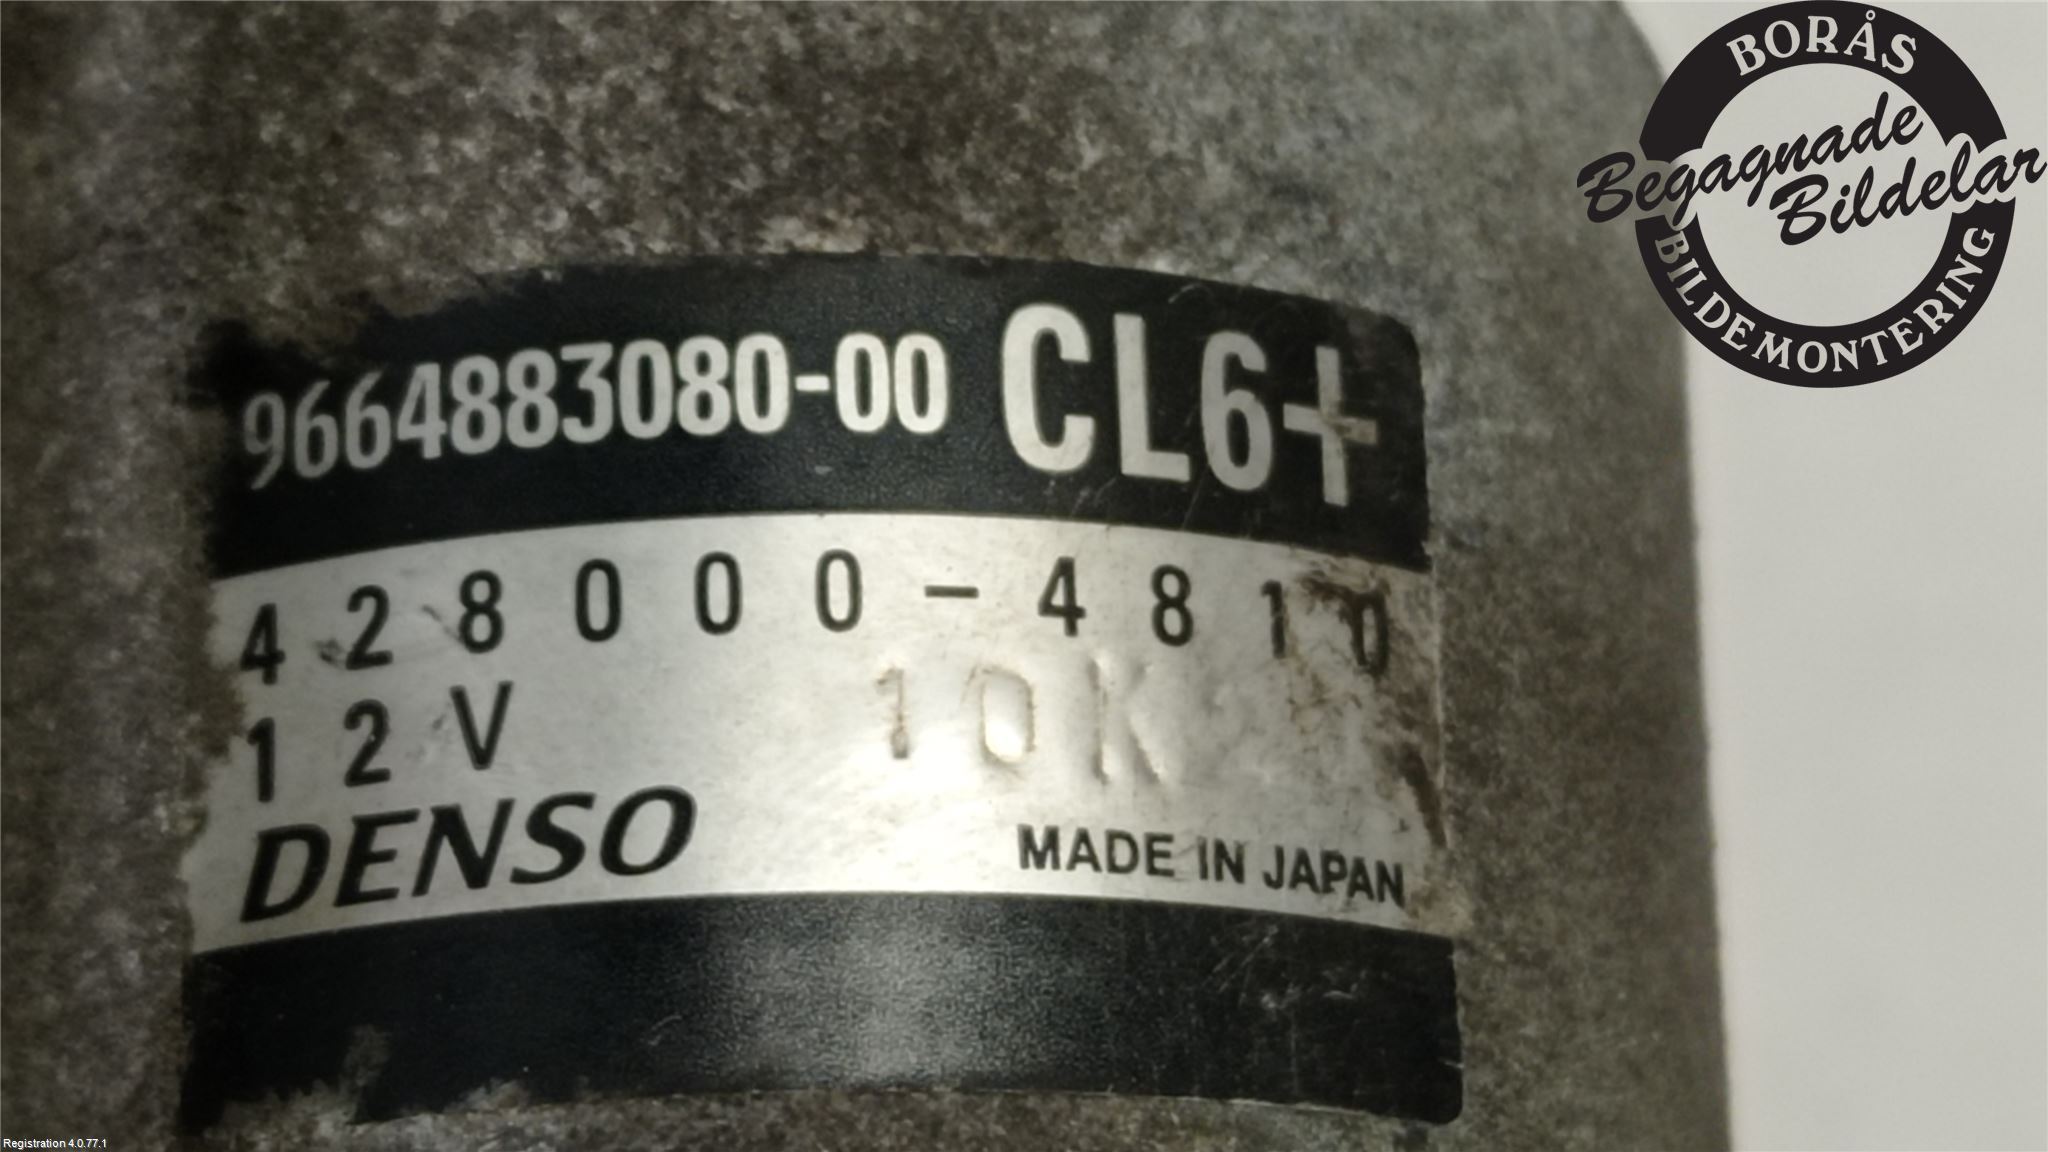 BORÅS
Begagnade
Bildelar
BILDEMONTERING
9664883080-00 CL6+
428000-4810
12V 10K
DENSO
MADE IN JAPAN
Registration 4.0.77.1